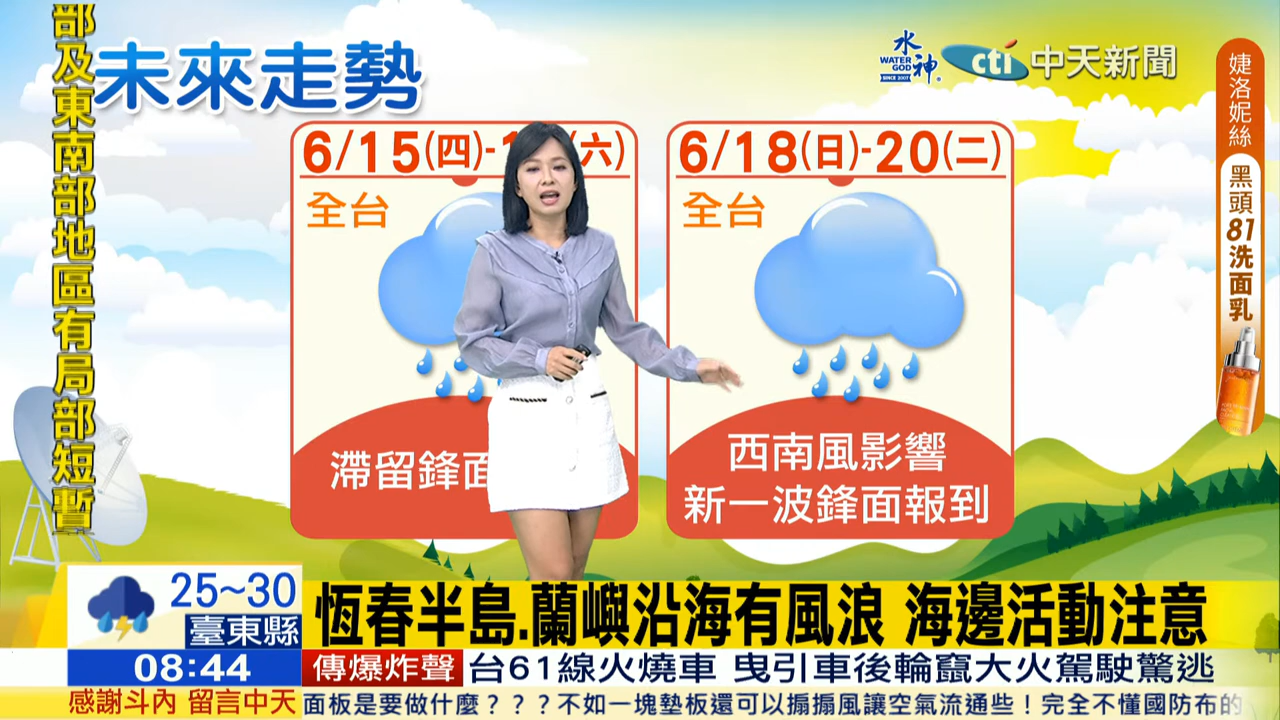 部及東南部地區有局部短暫
未來走勢
水神
WATER GOD
SINCE 2007
cti 中天新聞
婕洛妮絲
黑頭81洗面乳
6/15(四)-1 (六)
全台
滯留鋒面
6/18(日)-20(二)
全台
西南風影響
新一波鋒面報到
25~30
臺東縣
恆春半島.蘭嶼沿海有風浪 海邊活動注意
08:44
傳爆炸聲 台61線火燒車 曳引車後輪竄大火駕駛驚逃
感謝斗內 留言中天
面板是要做什麼？？？不如一塊墊板還可以搧搧風讓空氣流通些！完全不懂國防布的